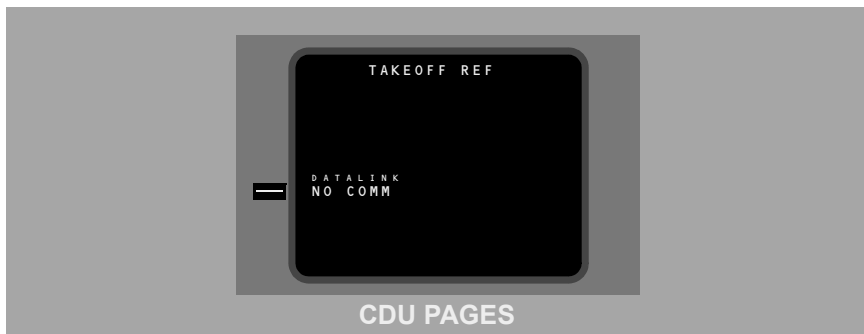 TAKEOFF REF
DATALINK
NO COMM
CDU PAGES